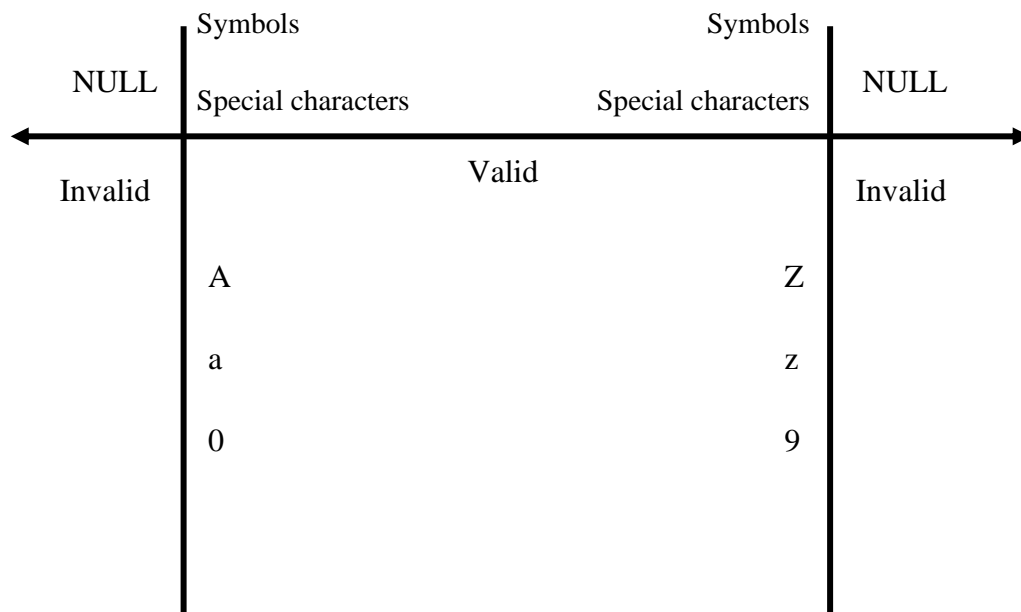 Symbols Symbols
NULL NULL
Special characters Special characters
Valid
Invalid Invalid
A Z
a z
0 9